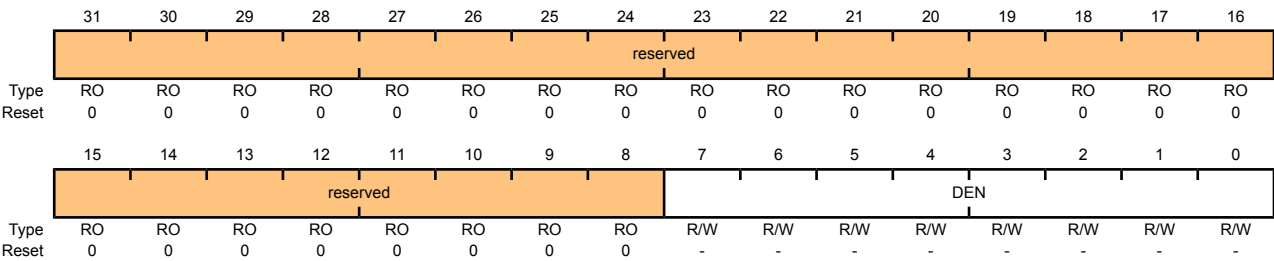 31 30 29 28 27 26 25 24 23 22 21 20 19 18 17 16
reserved
Type RO RO RO RO RO RO RO RO RO RO RO RO RO RO RO RO
Reset 0 0 0 0 0 0 0 0 0 0 0 0 0 0 0 0
15 14 13 12 11 10 9 8 7 6 5 4 3 2 1 0
reserved DEN
Type RO RO RO RO RO RO RO RO R/W R/W R/W R/W R/W R/W R/W R/W
Reset 0 0 0 0 0 0 0 0 - - - - - - - -